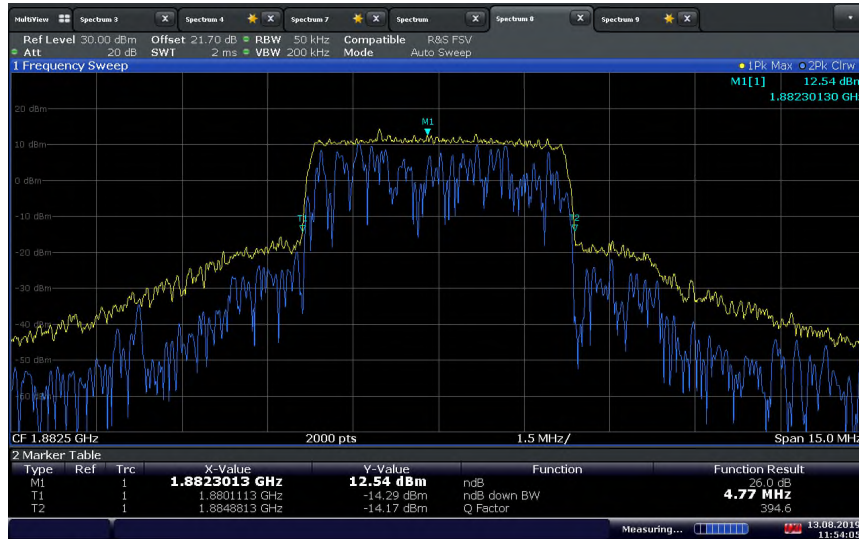 MultiView Spectrum 3 X Spectrum 4 X Spectrum 7 X Spectrum X Spectrum 8 X Spectrum 9 X
Ref Level 30.00 dBm Offset 21.70 dB RBW 50 kHz Compatible R&S FSV
Att 20 dB SWT 2 ms VBW 200 kHz Mode Auto Sweep
1 Frequency Sweep 1Pk Max 2Pk Clrw
M1[1] 12.54 dBm
1.88230130 GHz
20 dBm
M1
10 dBm
0 dBm
-10 dBm
T1 T2
-20 dBm
-30 dBm
-40 dBm
-50 dBm
-60 dBm
CF 1.8825 GHz 2000 pts 1.5 MHz/ Span 15.0 MHz
2 Marker Table
Type Ref Trc X-Value Y-Value Function Function Result
M1 1 1.8823013 GHz 12.54 dBm ndB 26.0 dB
T1 1 1.8801113 GHz -14.29 dBm ndB down BW 4.77 MHz
T2 1 1.8848813 GHz -14.17 dBm Q Factor 394.6
Measuring... 13.08.2019
11:54:05